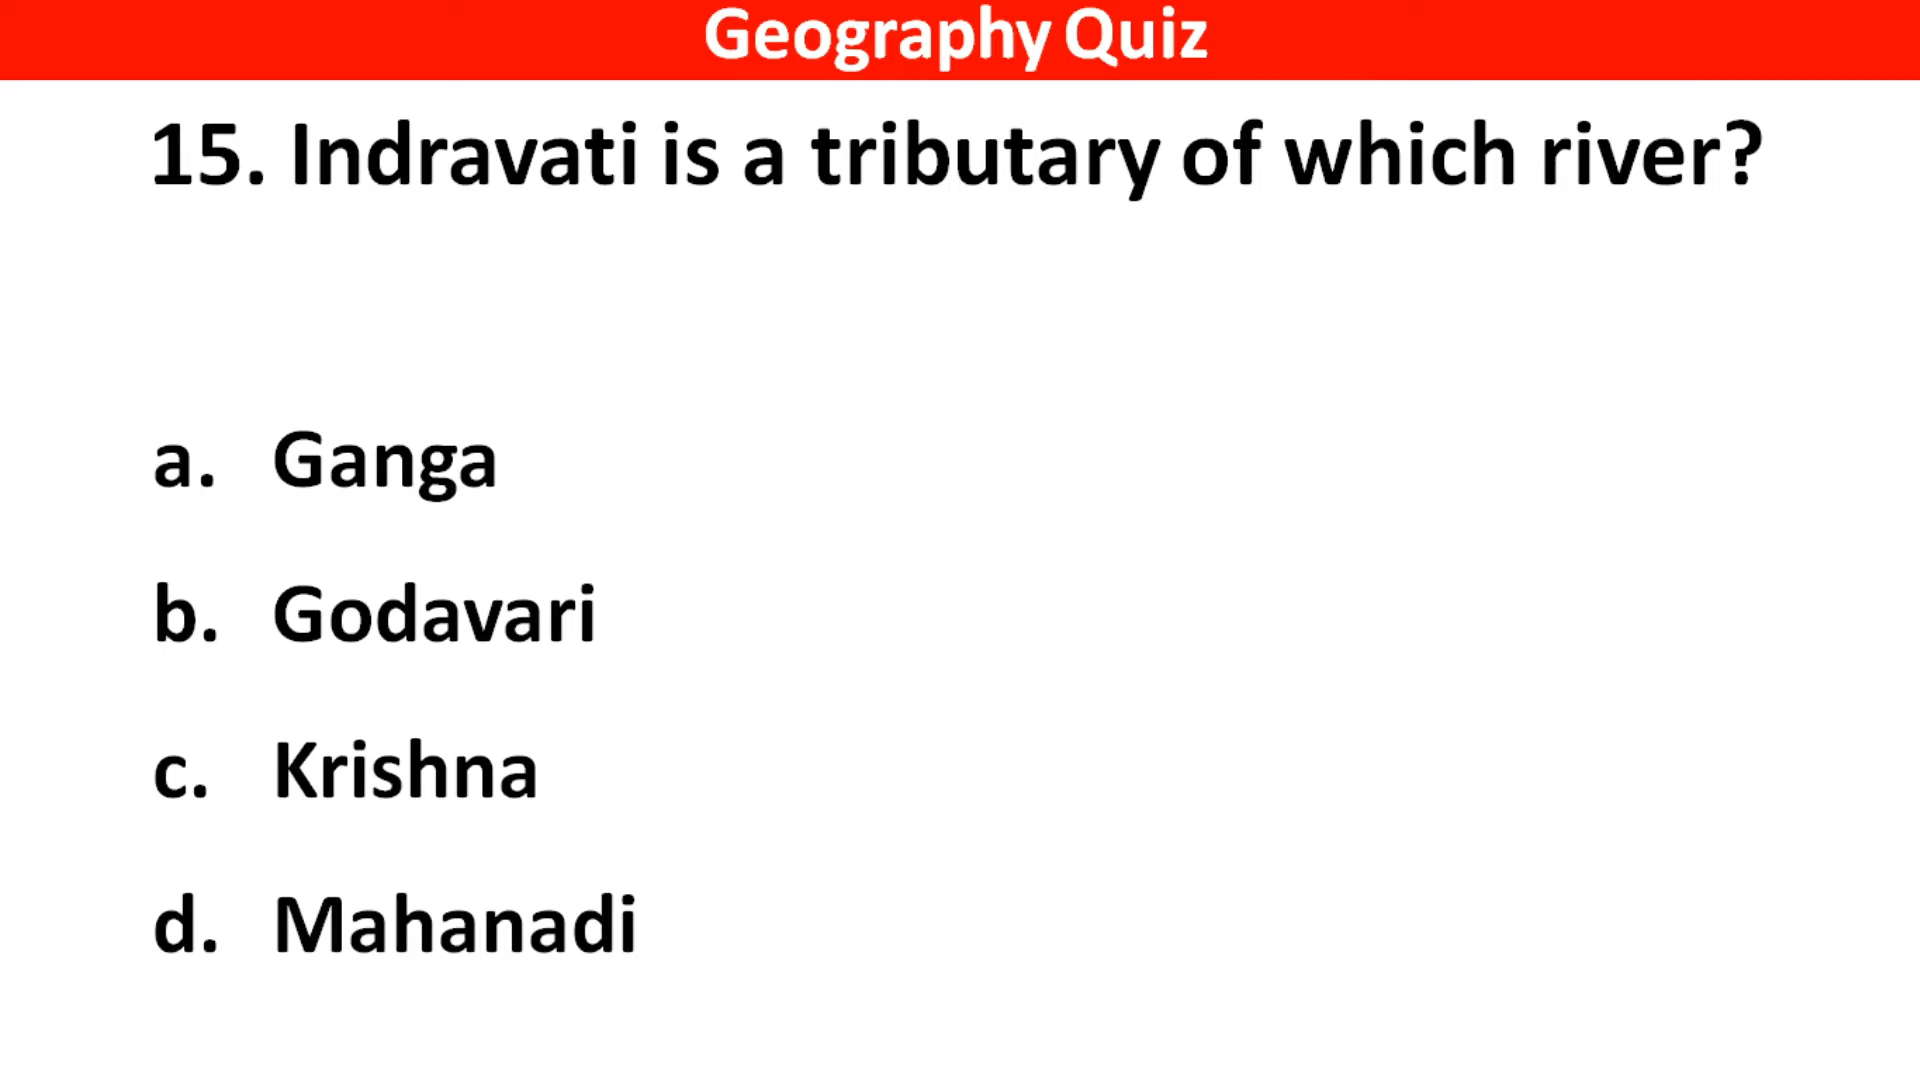 Geography Quiz
15. Indravati is a tributary of which river?
a. Ganga
b. Godavari
c. Krishna
d. Mahanadi